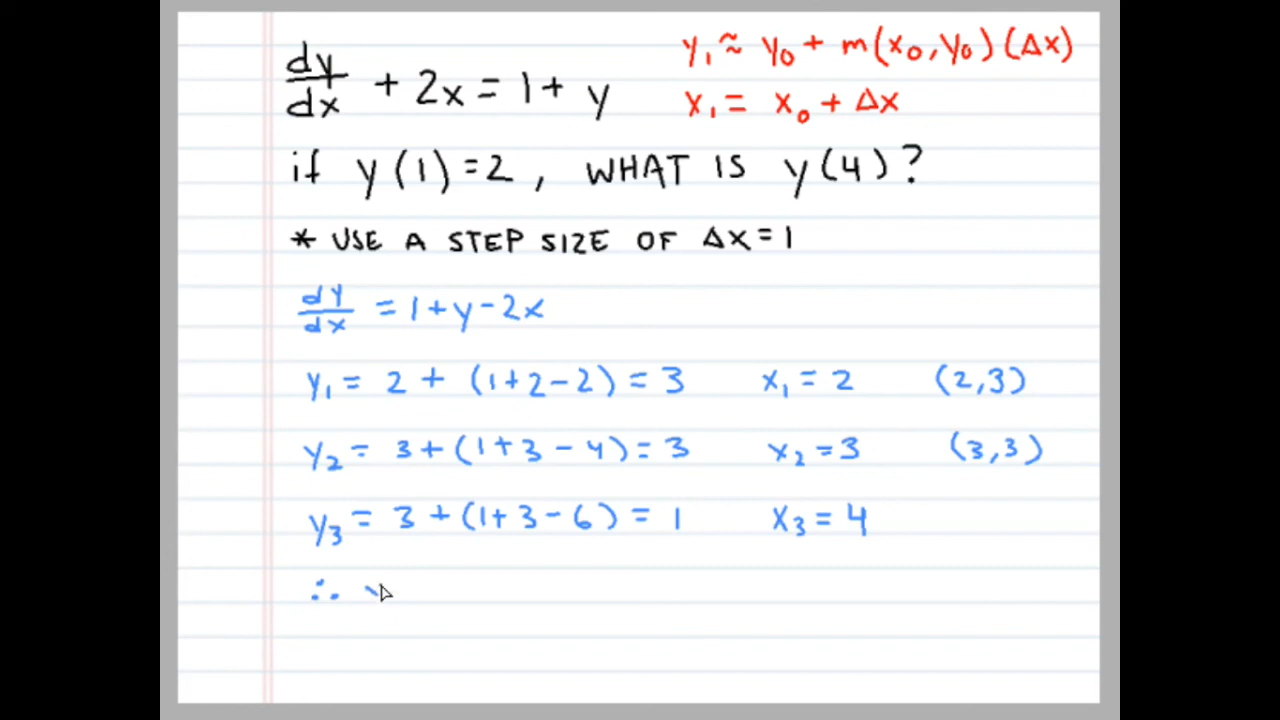 dy/dx + 2x = 1 + y
y₁ ≈ y₀ + m(x₀, y₀)(Δx)
x₁ = x₀ + Δx
if y(1) = 2, WHAT IS y(4)?
* USE A STEP SIZE OF Δx = 1
dy/dx = 1 + y - 2x
y₁ = 2 + (1+2-2) = 3 x₁ = 2 (2,3)
y₂ = 3 + (1+3-4) = 3 x₂ = 3 (3,3)
y₃ = 3 + (1+3-6) = 1 x₃ = 4
∴